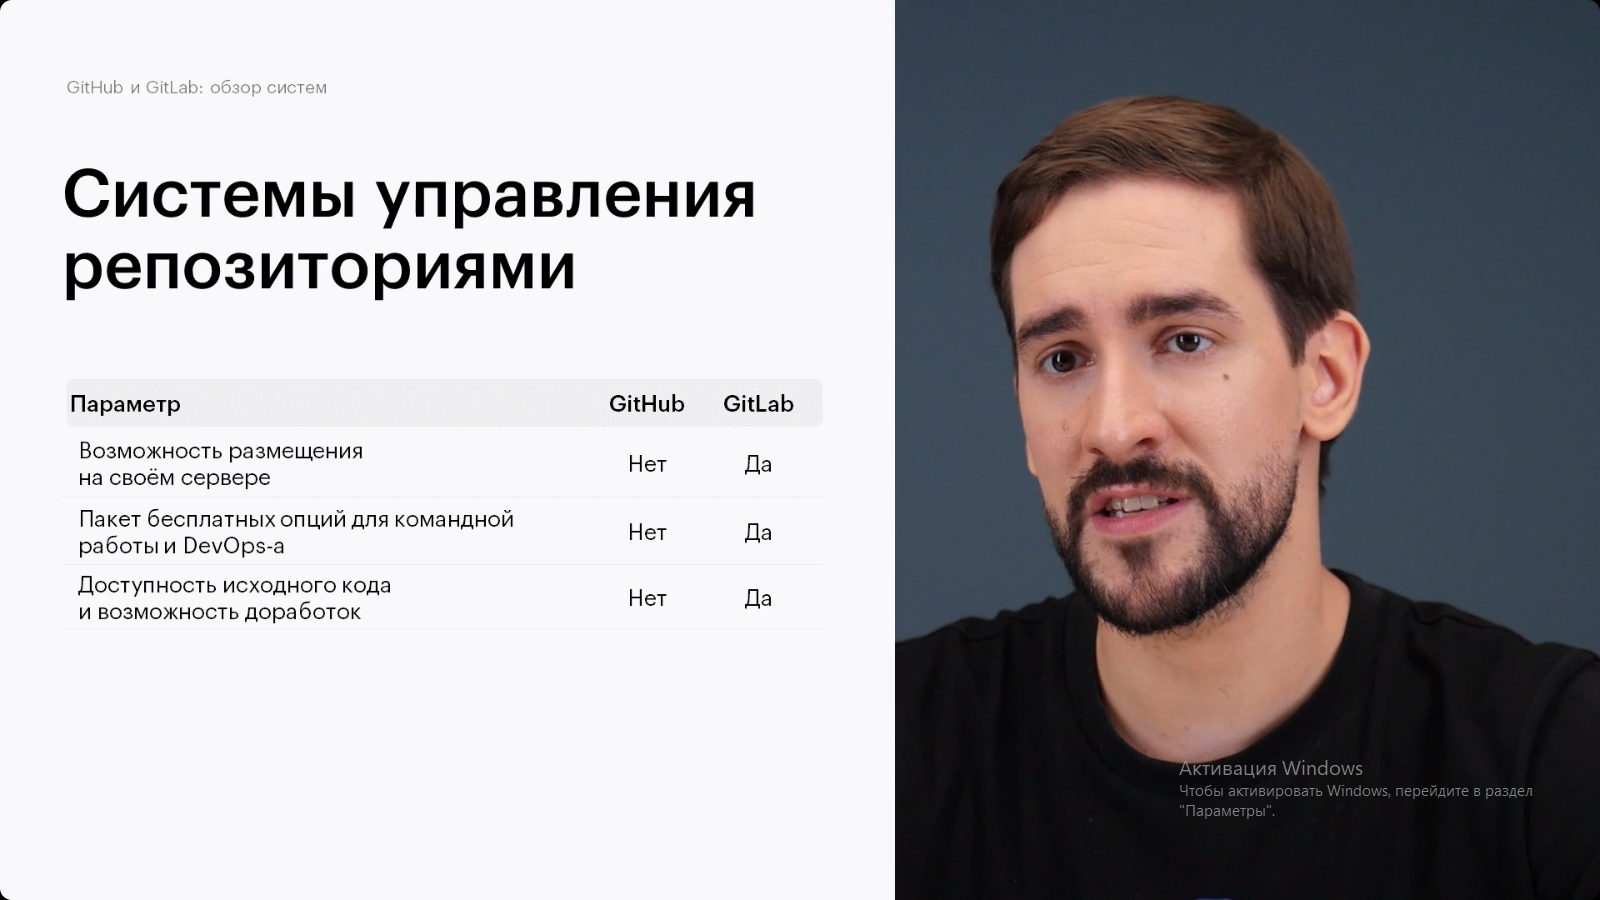 GitHub и GitLab: обзор систем
Системы управления
репозиториями
Параметр GitHub GitLab
Возможность размещения
на своём сервере
Нет Да
Пакет бесплатных опций для командной
работы и DevOps-а
Нет Да
Доступность исходного кода
и возможность доработок
Нет Да
Активация Windows
Чтобы активировать Windows, перейдите в раздел
"Параметры".